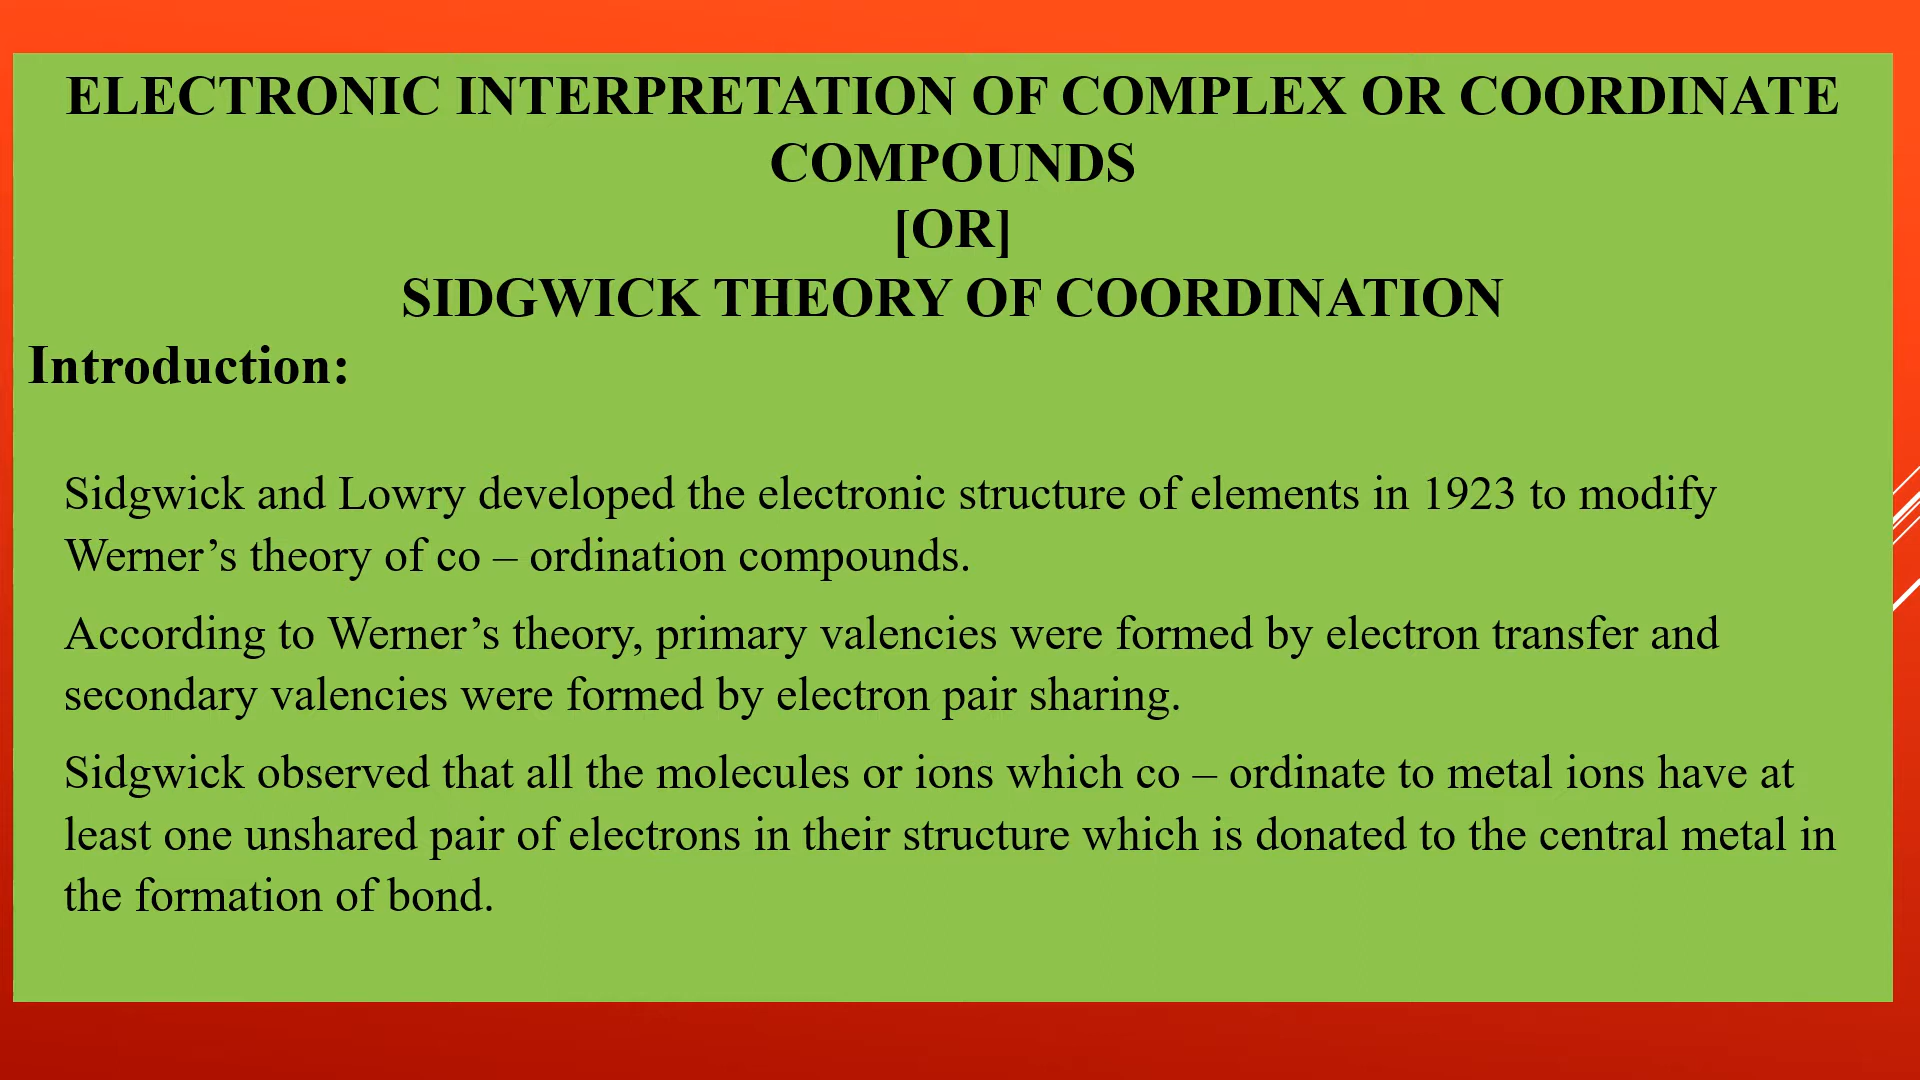 ELECTRONIC INTERPRETATION OF COMPLEX OR COORDINATE
COMPOUNDS
[OR]
SIDGWICK THEORY OF COORDINATION
Introduction:
Sidgwick and Lowry developed the electronic structure of elements in 1923 to modify
Werner’s theory of co – ordination compounds.
According to Werner’s theory, primary valencies were formed by electron transfer and
secondary valencies were formed by electron pair sharing.
Sidgwick observed that all the molecules or ions which co – ordinate to metal ions have at
least one unshared pair of electrons in their structure which is donated to the central metal in
the formation of bond.